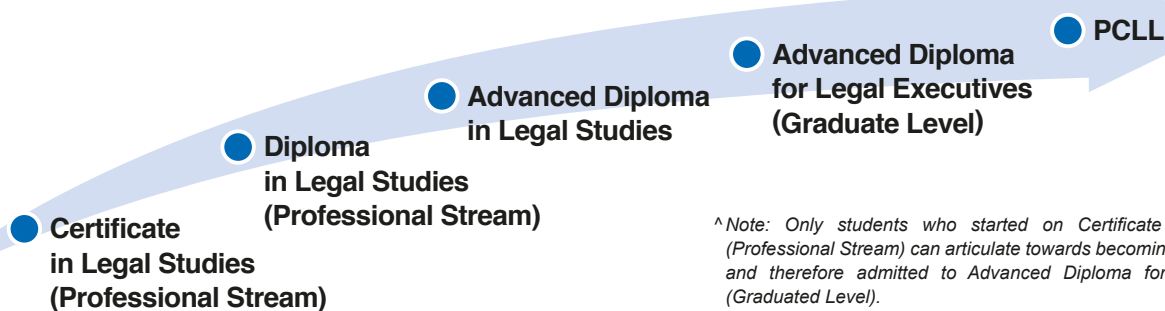 PCLL
Advanced Diploma
for Legal Executives
(Graduate Level)
Advanced Diploma
in Legal Studies
Diploma
in Legal Studies
(Professional Stream)
Certificate
in Legal Studies
(Professional Stream)
^ Note: Only students who started on Certificate
(Professional Stream) can articulate towards
and therefore admitted to Advanced Diploma for
(Graduated Level).